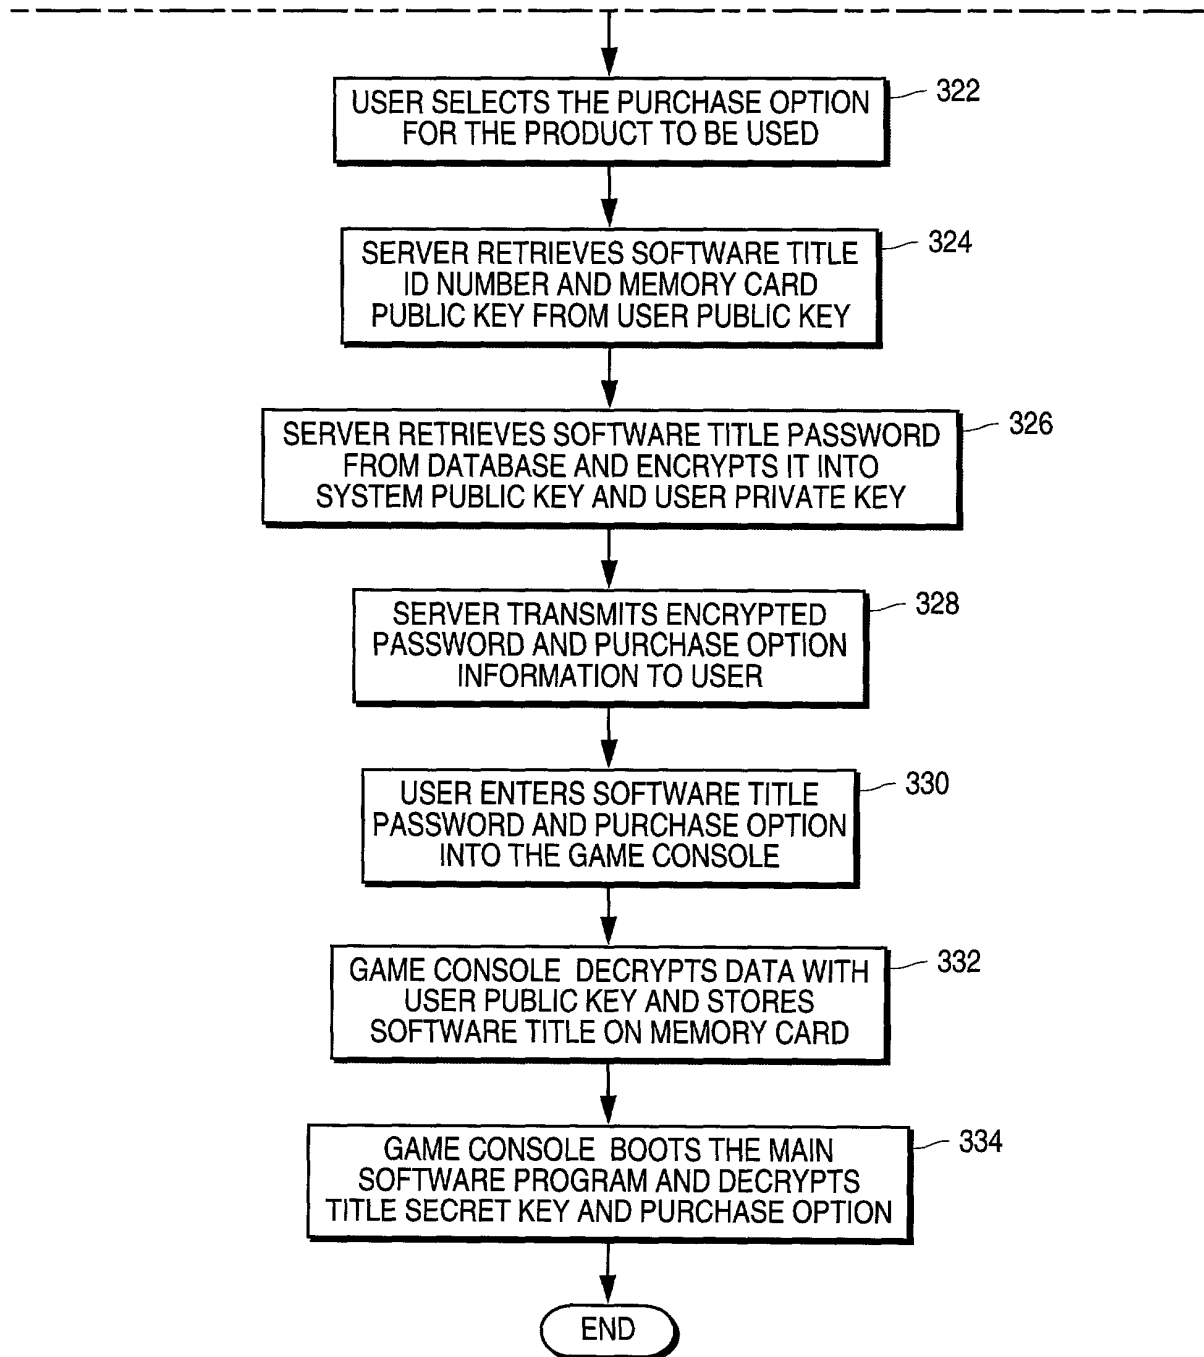 USER SELECTS THE PURCHASE OPTION
FOR THE PRODUCT TO BE USED
322
SERVER RETRIEVES SOFTWARE TITLE
ID NUMBER AND MEMORY CARD
PUBLIC KEY FROM USER PUBLIC KEY
324
SERVER RETRIEVES SOFTWARE TITLE PASSWORD
FROM DATABASE AND ENCRYPTS IT INTO
SYSTEM PUBLIC KEY AND USER PRIVATE KEY
326
SERVER TRANSMITS ENCRYPTED
PASSWORD AND PURCHASE OPTION
INFORMATION TO USER
328
USER ENTERS SOFTWARE TITLE
PASSWORD AND PURCHASE OPTION
INTO THE GAME CONSOLE
330
GAME CONSOLE DECRYPTS DATA WITH
USER PUBLIC KEY AND STORES
SOFTWARE TITLE ON MEMORY CARD
332
GAME CONSOLE BOOTS THE MAIN
SOFTWARE PROGRAM AND DECRYPTS
TITLE SECRET KEY AND PURCHASE OPTION
334
END